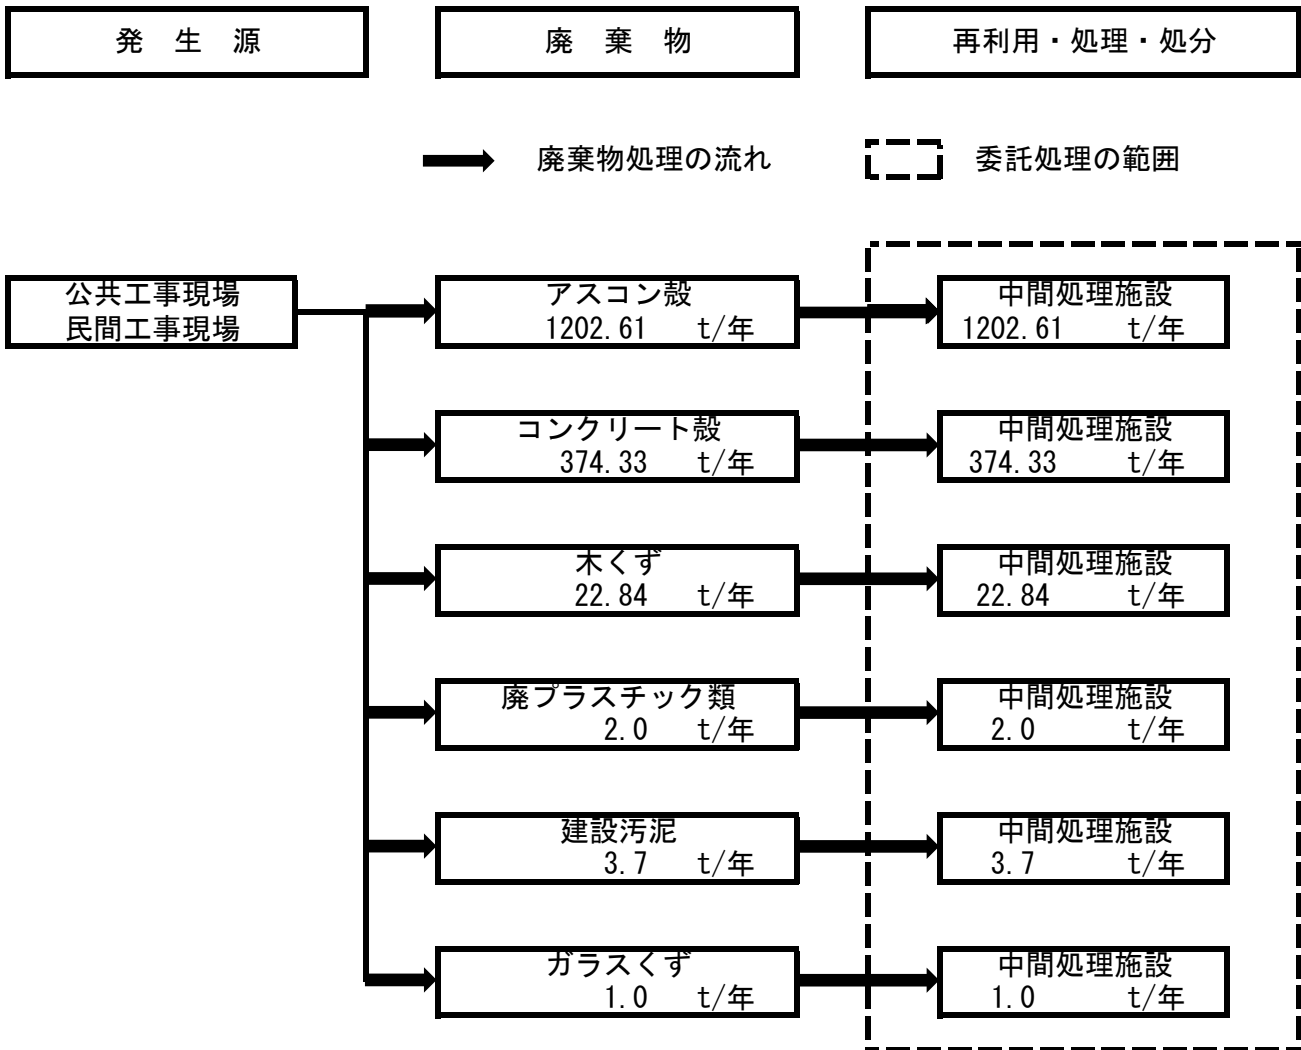 発 生 源
廃 棄 物
再利用・処理・処分
廃棄物処理の流れ
委託処理の範囲
公共工事現場
民間工事現場
アスコン殻
1202.61 t/年
中間処理施設
1202.61 t/年
コンクリート殻
374.33 t/年
中間処理施設
374.33 t/年
木くず
22.84 t/年
中間処理施設
22.84 t/年
廃プラスチック類
2.0 t/年
中間処理施設
2.0 t/年
建設汚泥
3.7 t/年
中間処理施設
3.7 t/年
ガラスくず
1.0 t/年
中間処理施設
1.0 t/年